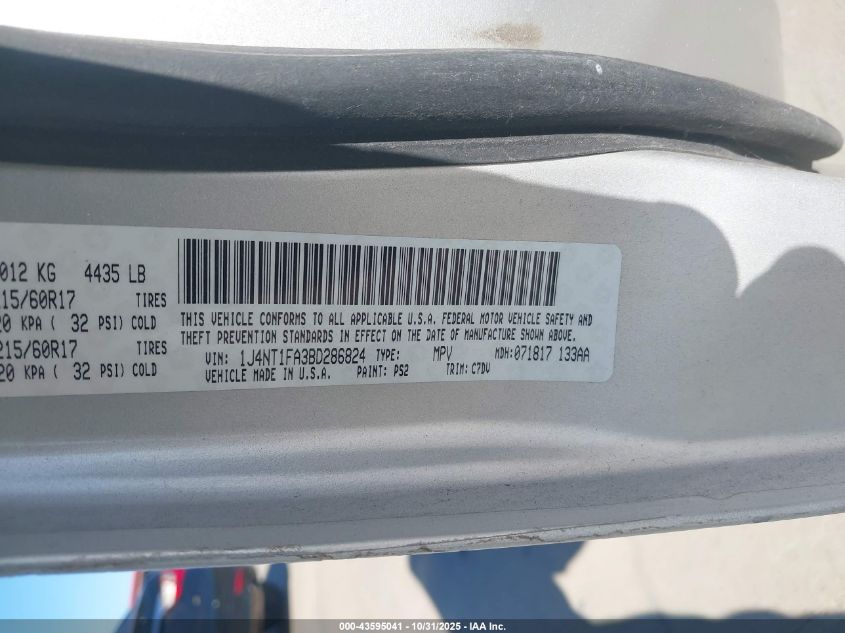 012 KG 4435 LB
15/60R17 TIRES
20 KPA ( 32 PSI) COLD
215/60R17 TIRES
20 KPA ( 32 PSI) COLD
THIS VEHICLE CONFORMS TO ALL APPLICABLE U.S.A. FEDERAL MOTOR VEHICLE SAFETY AND
THEFT PREVENTION STANDARDS IN EFFECT ON THE DATE OF MANUFACTURE SHOWN ABOVE.
VIN: 1J4NT1FA3BD286824 TYPE: MPV MDH:071817 133AA
VEHICLE MADE IN U.S.A. PAINT: PS2 TRIM: C7DV
000-43595041 - 10/31/2025 - IAA Inc.